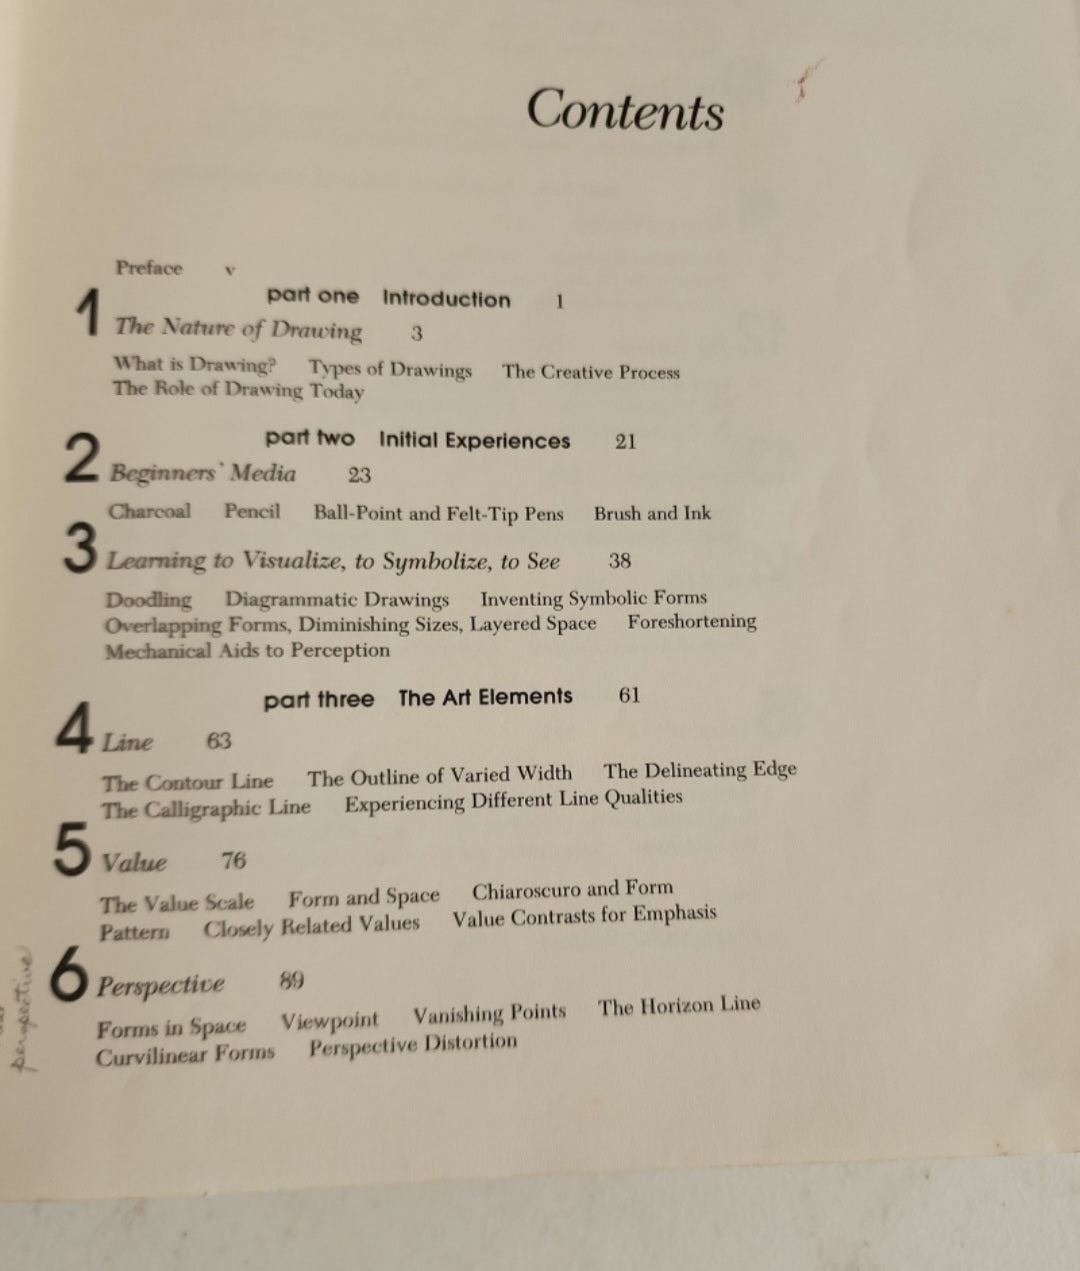 Contents
Preface v
part one Introduction 1
1 The Nature of Drawing 3
What is Drawing? Types of Drawings The Creative Process
The Role of Drawing Today
part two Initial Experiences 21
2 Beginners' Media 23
Charcoal Pencil Ball-Point and Felt-Tip Pens Brush and Ink
3 Learning to Visualize, to Symbolize, to See 38
Doodling Diagrammatic Drawings Inventing Symbolic Forms
Overlapping Forms, Diminishing Sizes, Layered Space Foreshortening
Mechanical Aids to Perception
part three The Art Elements 61
4 Line 63
The Contour Line The Outline of Varied Width The Delineating Edge
The Calligraphic Line Experiencing Different Line Qualities
5 Value 76
The Value Scale Form and Space Chiaroscuro and Form
Pattern Closely Related Values Value Contrasts for Emphasis
6 Perspective 89
Forms in Space Viewpoint Vanishing Points The Horizon Line
Curvilinear Forms Perspective Distortion
perspective